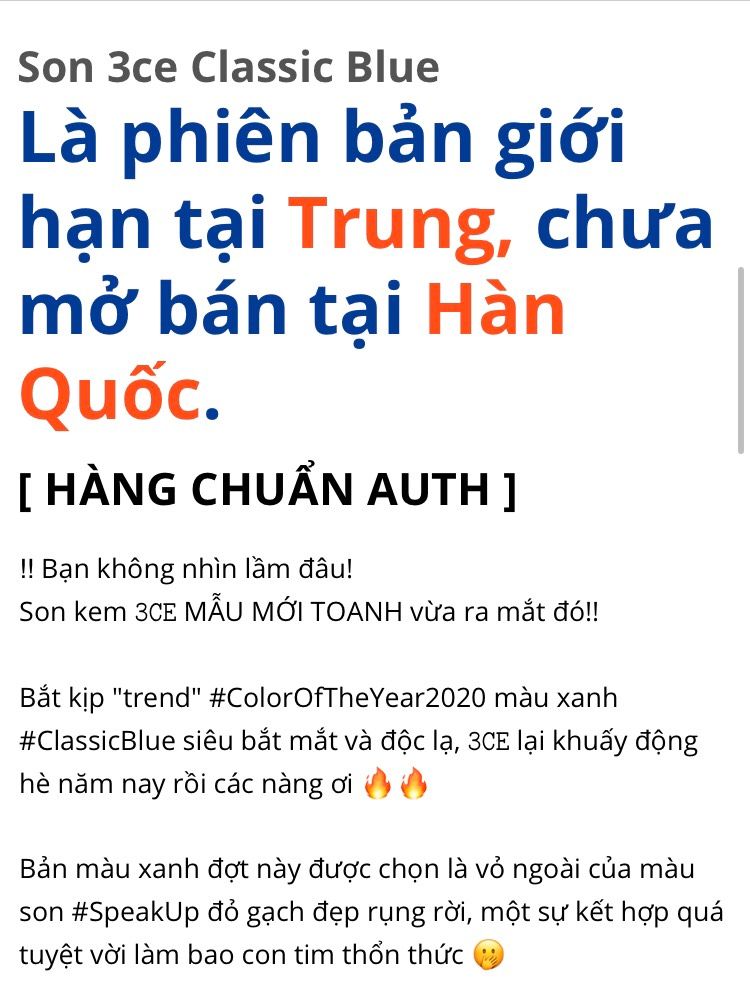 Son 3ce Classic Blue
Là phiên bản giới
hạn tại Trung, chưa
mở bán tại Hàn
Quốc.
[ HÀNG CHUẨN AUTH ]
!! Bạn không nhìn lầm đâu!
Son kem 3CE MẪU MỚI TOANH vừa ra mắt đó!!
Bắt kịp "trend" #ColorOfTheYear2020 màu xanh
#ClassicBlue siêu bắt mắt và độc lạ, 3CE lại khuấy động
hè năm nay rồi các nàng ơi 🔥🔥
Bản màu xanh đợt này được chọn là vỏ ngoài của màu
son #SpeakUp đỏ gạch đẹp rụng rời, một sự kết hợp quá
tuyệt vời làm bao con tim thổn thức 🤭